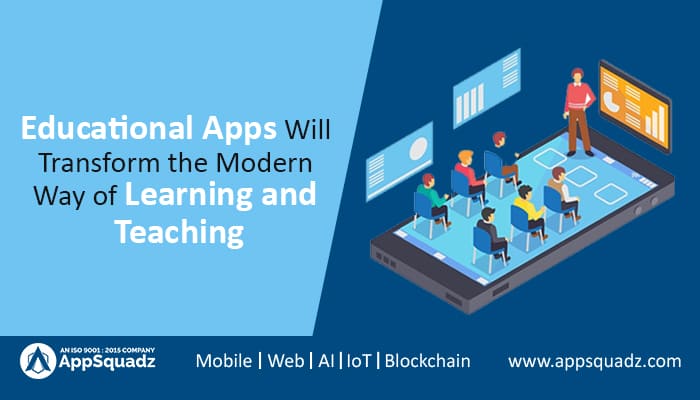 Educational Apps Will
Transform the Modern
Way of Learning and
Teaching
AN ISO 9001 : 2015 COMPANY
AppSquadz
Mobile | Web | AI | IoT | Blockchain
www.appsquadz.com